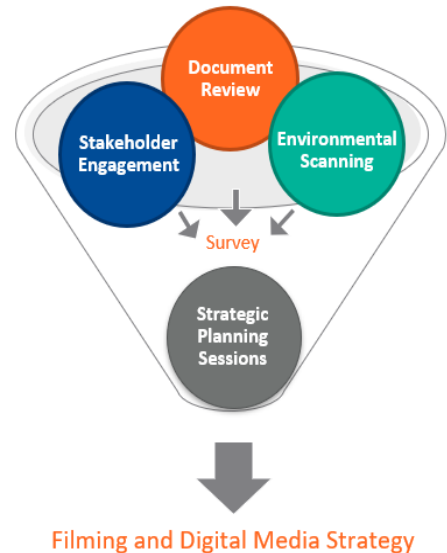 Document
Review
Stakeholder
Engagement
Environmental
Scanning
Survey
Strategic
Planning
Sessions
Filming and Digital Media Strategy